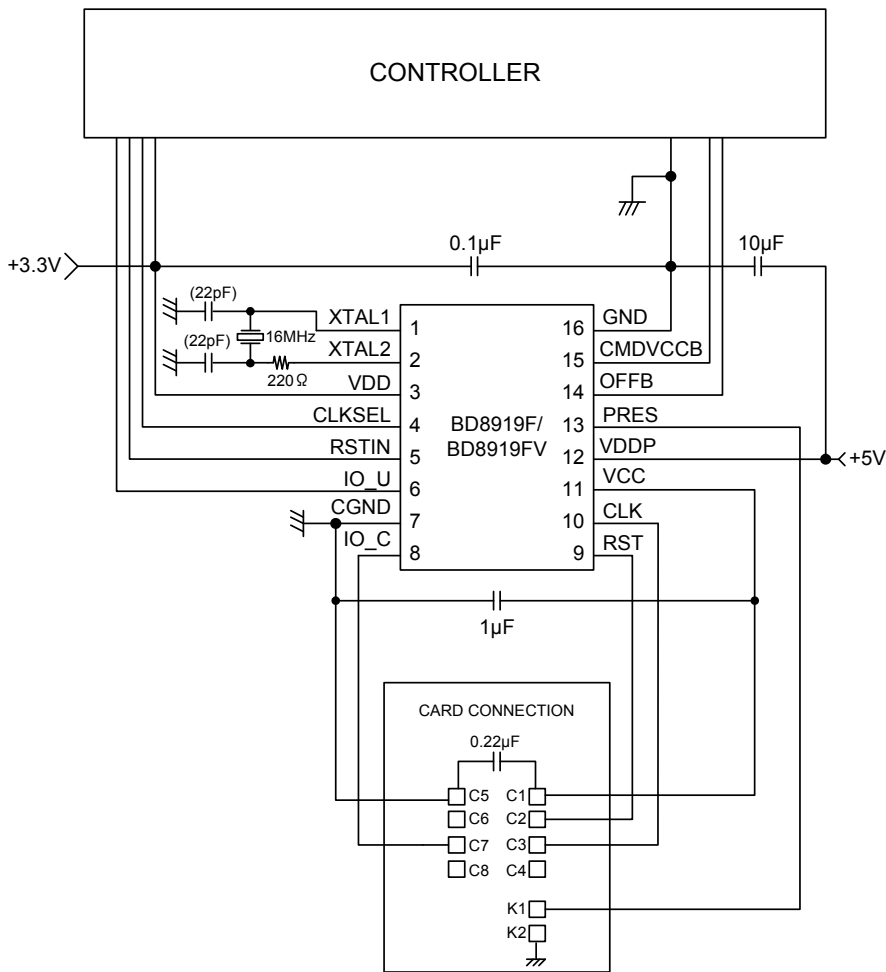 CONTROLLER
+3.3V
0.1µF
10µF
(22pF)
16MHz
(22pF)
220Ω
XTAL1
XTAL2
VDD
CLKSEL
RSTIN
IO_U
CGND
IO_C
1
2
3
4
5
6
7
8
BD8919F/
BD8919FV
16
15
14
13
12
11
10
9
GND
CMDVCCB
OFFB
PRES
VDDP
VCC
CLK
RST
+5V
1µF
CARD CONNECTION
0.22µF
C5 C1
C6 C2
C7 C3
C8 C4
K1
K2